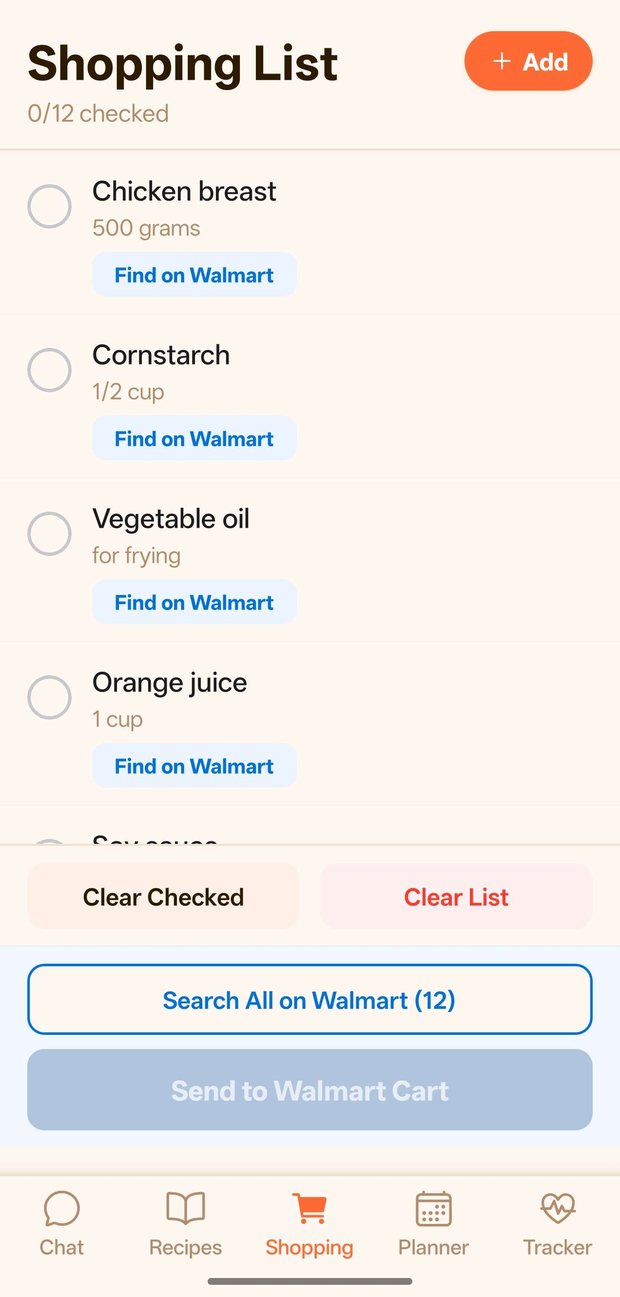 Shopping List
+ Add
0/12 checked
Chicken breast
500 grams
Find on Walmart
Cornstarch
1/2 cup
Find on Walmart
Vegetable oil
for frying
Find on Walmart
Orange juice
1 cup
Find on Walmart
Soy sauce
Clear Checked
Clear List
Search All on Walmart (12)
Send to Walmart Cart
Chat
Recipes
Shopping
Planner
Tracker